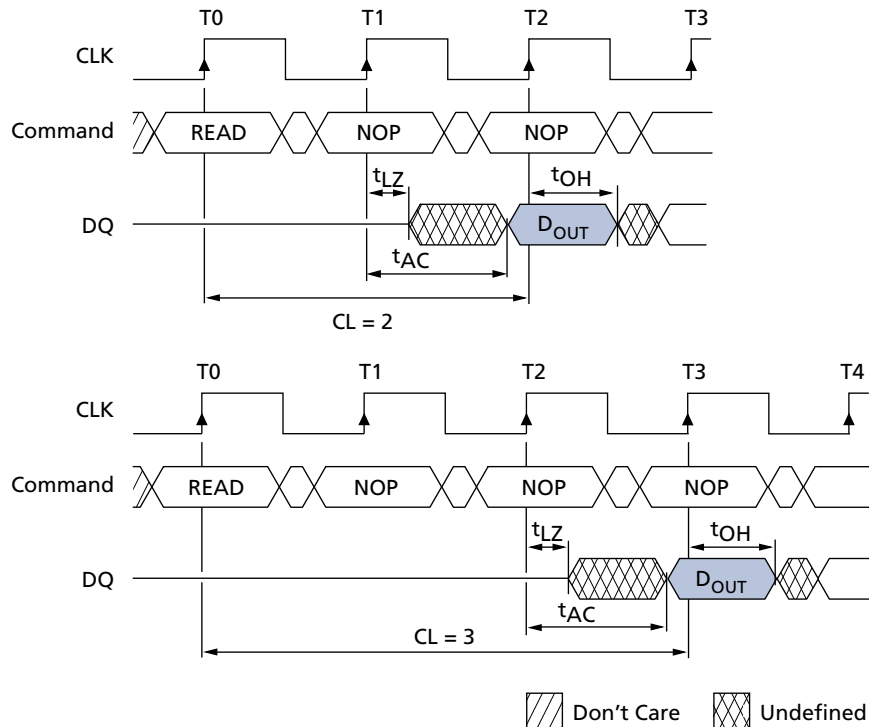 T0 T1 T2 T3
CLK
Command READ NOP NOP
tLZ tOH
DQ DOUT
tAC
CL = 2
T0 T1 T2 T3 T4
CLK
Command READ NOP NOP NOP
tLZ tOH
DQ DOUT
tAC
CL = 3
Don't Care Undefined